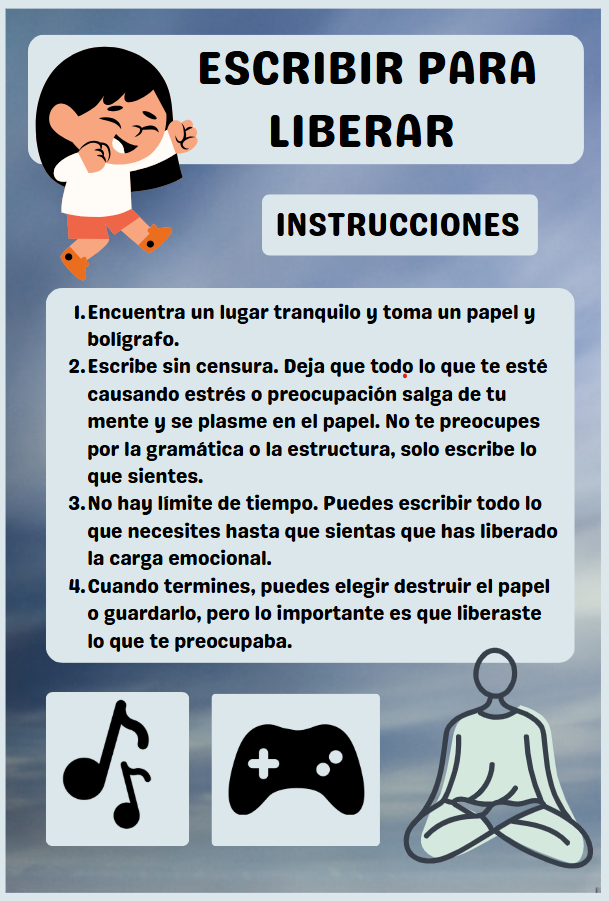 ESCRIBIR PARA
LIBERAR
INSTRUCCIONES
1. Encuentra un lugar tranquilo y toma un papel y
bolígrafo.
2. Escribe sin censura. Deja que todo lo que te esté
causando estrés o preocupación salga de tu
mente y se plasme en el papel. No te preocupes
por la gramática o la estructura, solo escribe lo
que sientes.
3. No hay límite de tiempo. Puedes escribir todo lo
que necesites hasta que sientas que has liberado
la carga emocional.
4. Cuando termines, puedes elegir destruir el papel
o guardarlo, pero lo importante es que liberaste
lo que te preocupaba.